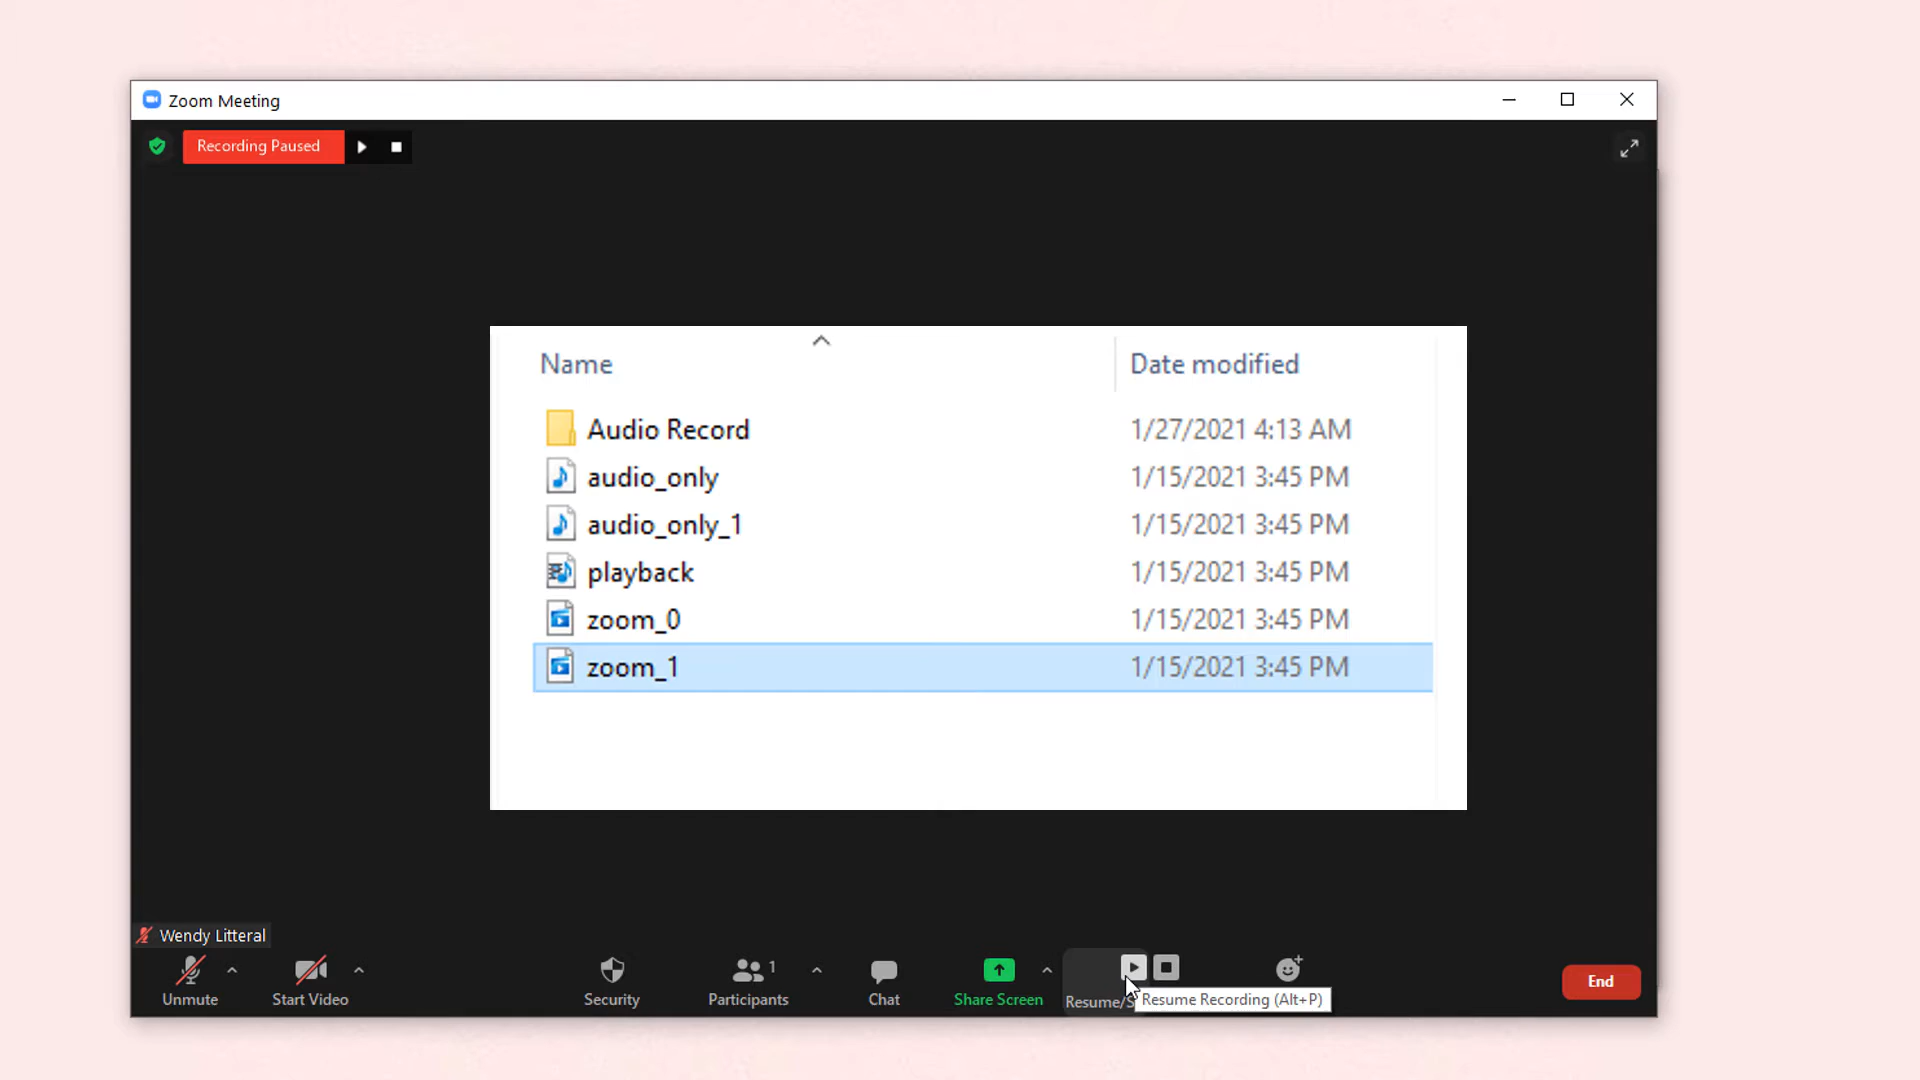 Zoom Meeting
Recording Paused
Name Date modified
Audio Record 1/27/2021 4:13 AM
audio_only 1/15/2021 3:45 PM
audio_only_1 1/15/2021 3:45 PM
playback 1/15/2021 3:45 PM
zoom_0 1/15/2021 3:45 PM
zoom_1 1/15/2021 3:45 PM
Wendy Litteral
1
Unmute Start Video Security Participants Chat Share Screen Resume/S Resume Recording (Alt+P) End